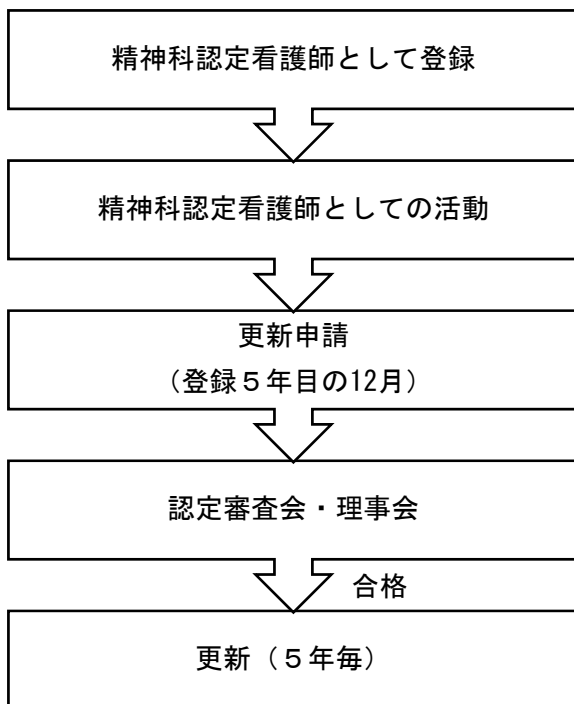 精神科認定看護師として登録
精神科認定看護師としての活動
更新申請
（登録５年目の12月）
認定審査会・理事会
合格
更新（５年毎）